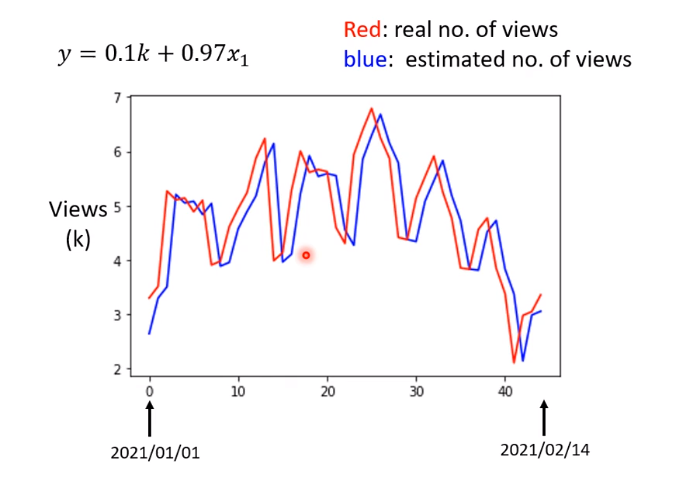 y = 0.1k + 0.97x₁
Red: real no. of views
blue: estimated no. of views
Views
(k)
7
6
5
4
3
2
0 10 20 30 40
2021/01/01
2021/02/14